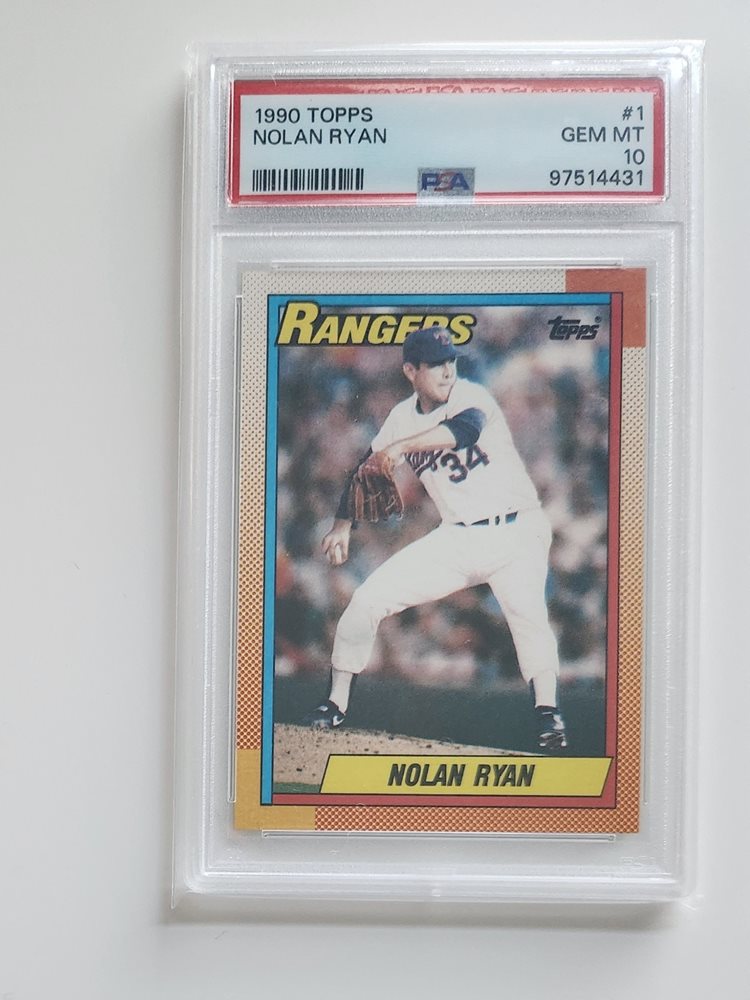 1990 TOPPS #1
NOLAN RYAN GEM MT
10
PSA 97514431
RANGERS
topps®
34
NOLAN RYAN